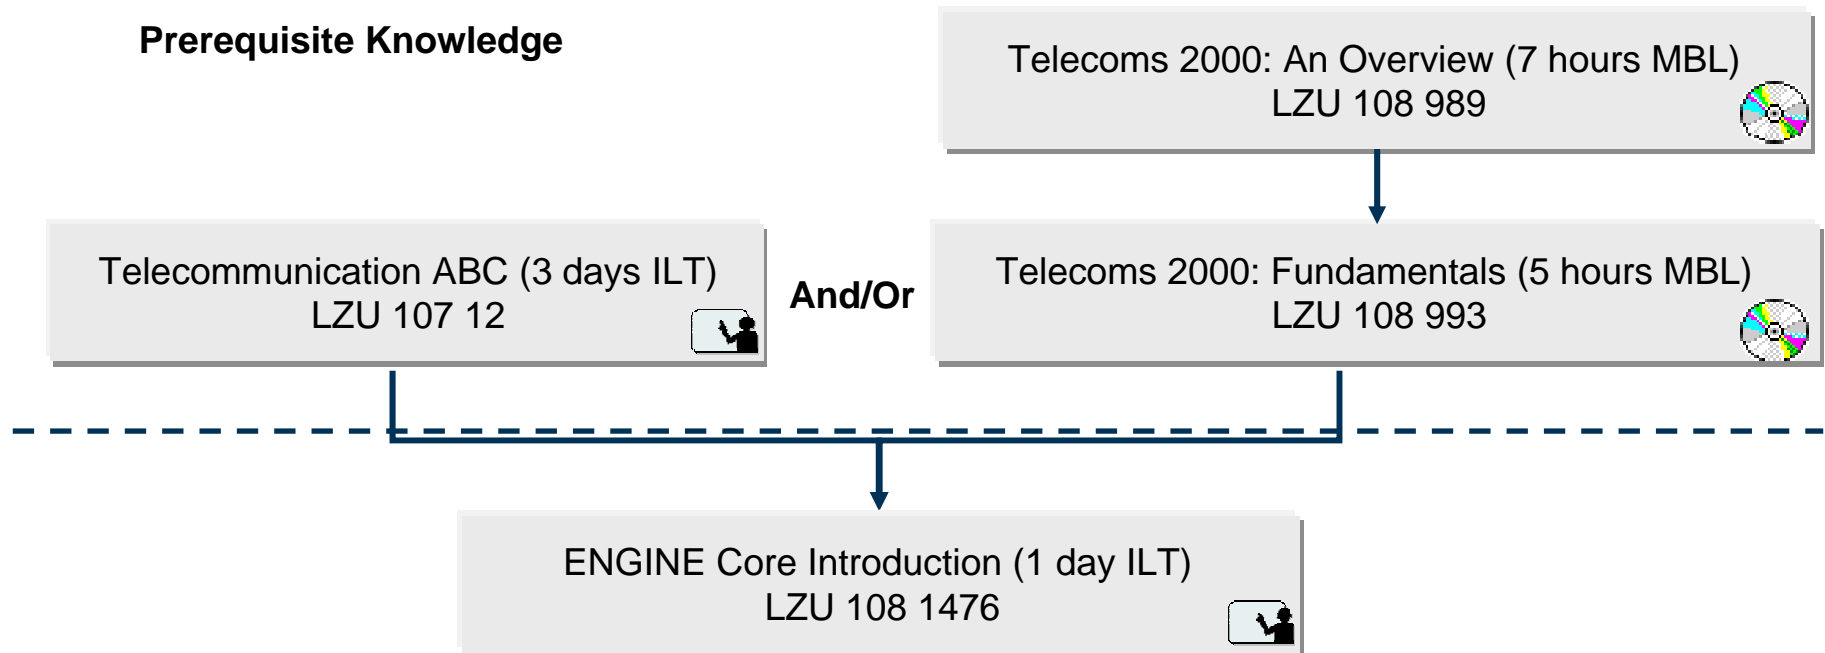 Prerequisite Knowledge
Telecoms 2000: An Overview (7 hours MBL)
LZU 108 989
Telecommunication ABC (3 days ILT)
LZU 107 12
And/Or
Telecoms 2000: Fundamentals (5 hours MBL)
LZU 108 993
ENGINE Core Introduction (1 day ILT)
LZU 108 1476